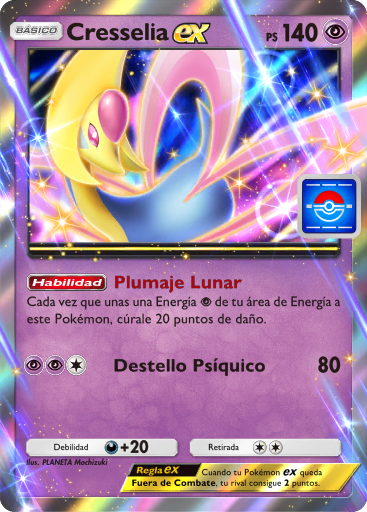 BÁSICO Cresselia ex PS 140
Habilidad Plumaje Lunar
Cada vez que unas una Energía de tu área de Energía a
este Pokémon, cúrale 20 puntos de daño.
Destello Psíquico 80
Debilidad +20 Retirada
Ilus. PLANETA Mochizuki
Regla ex Cuando tu Pokémon ex queda
Fuera de Combate, tu rival consigue 2 puntos.